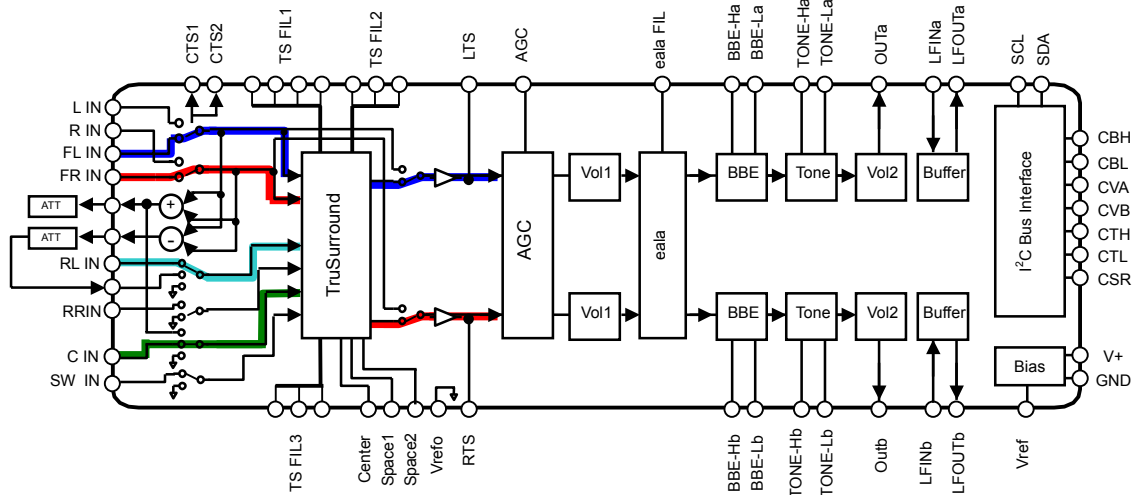 CTS1
CTS2
TS FIL1
TS FIL2
LTS
AGC
eala FIL
BBE-Ha
BBE-La
TONE-Ha
TONE-La
OUTa
LFINa
LFOUTa
SCL
SDA
L IN
R IN
FL IN
FR IN
ATT
+
ATT
-
RL IN
RRIN
C IN
SW IN
TruSurround
AGC
Vol1
eala
BBE
Tone
Vol2
Buffer
Vol1
BBE
Tone
Vol2
Buffer
I²C Bus Interface
Bias
CBH
CBL
CVA
CVB
CTH
CTL
CSR
V+
GND
TS FIL3
Center
Space1
Space2
Vrefo
RTS
BBE-Hb
BBE-Lb
TONE-Hb
TONE-Lb
Outb
LFINb
LFOUTb
Vref